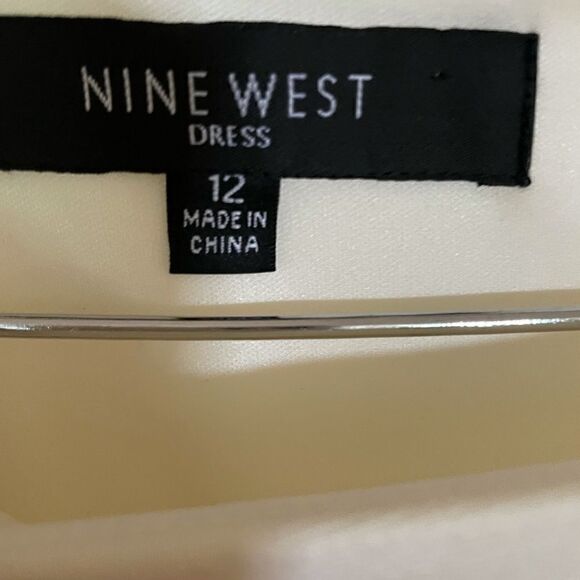 NINE WEST
DRESS
12
MADE IN
CHINA